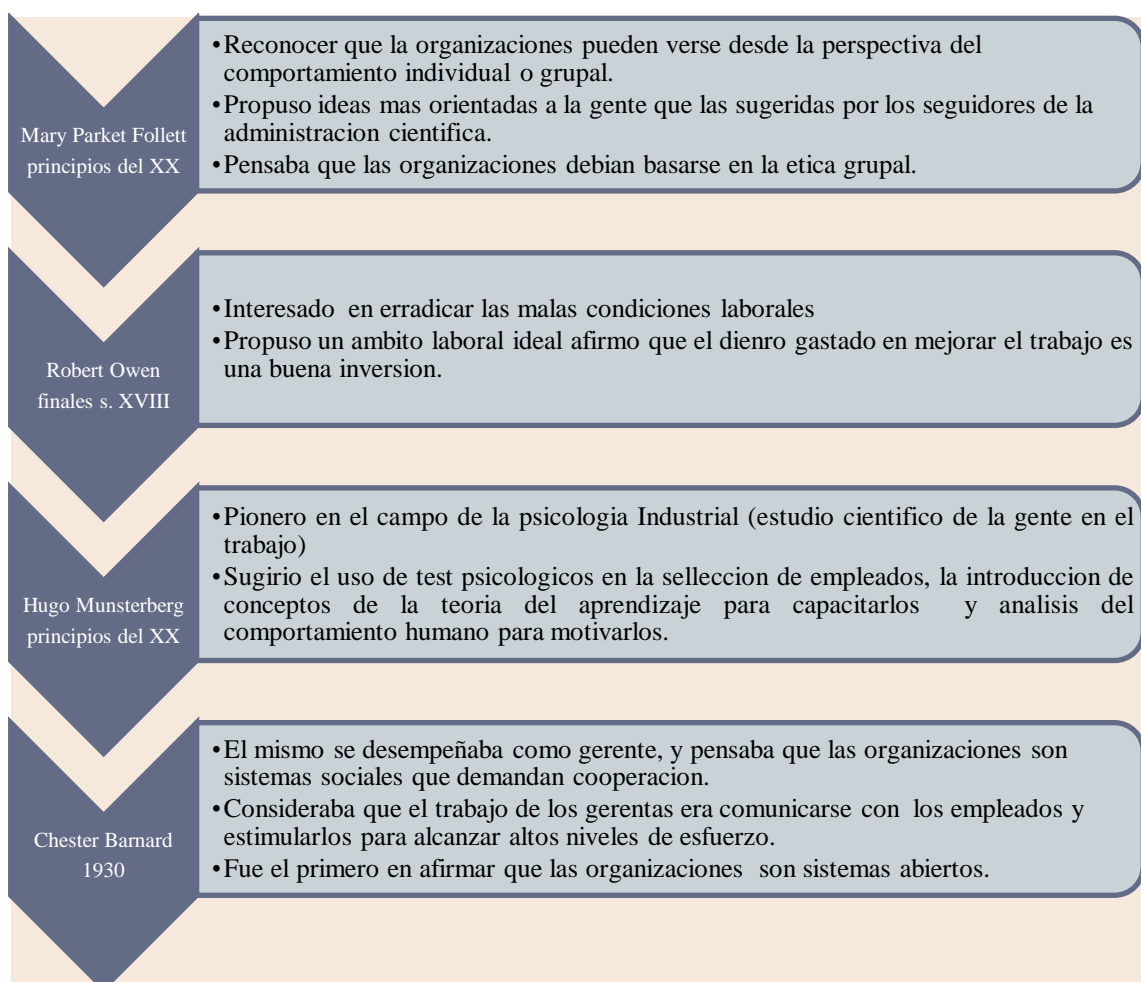 Mary Parket Follett
principios del XX
•Reconocer que la organizaciones pueden verse desde la perspectiva del
comportamiento individual o grupal.
•Propuso ideas mas orientadas a la gente que las sugeridas por los seguidores de la
administracion cientifica.
•Pensaba que las organizaciones debian basarse en la etica grupal.
Robert Owen
finales s. XVIII
•Interesado en erradicar las malas condiciones laborales
•Propuso un ambito laboral ideal afirmo que el dienro gastado en mejorar el trabajo es
una buena inversion.
Hugo Munsterberg
principios del XX
•Pionero en el campo de la psicologia Industrial (estudio cientifico de la gente en el
trabajo)
•Sugirio el uso de test psicologicos en la selleccion de empleados, la introduccion de
conceptos de la teoria del aprendizaje para capacitarlos y analisis del
comportamiento humano para motivarlos.
Chester Barnard
1930
•El mismo se desempeñaba como gerente, y pensaba que las organizaciones son
sistemas sociales que demandan cooperacion.
•Consideraba que el trabajo de los gerentas era comunicarse con los empleados y
estimularlos para alcanzar altos niveles de esfuerzo.
•Fue el primero en afirmar que las organizaciones son sistemas abiertos.